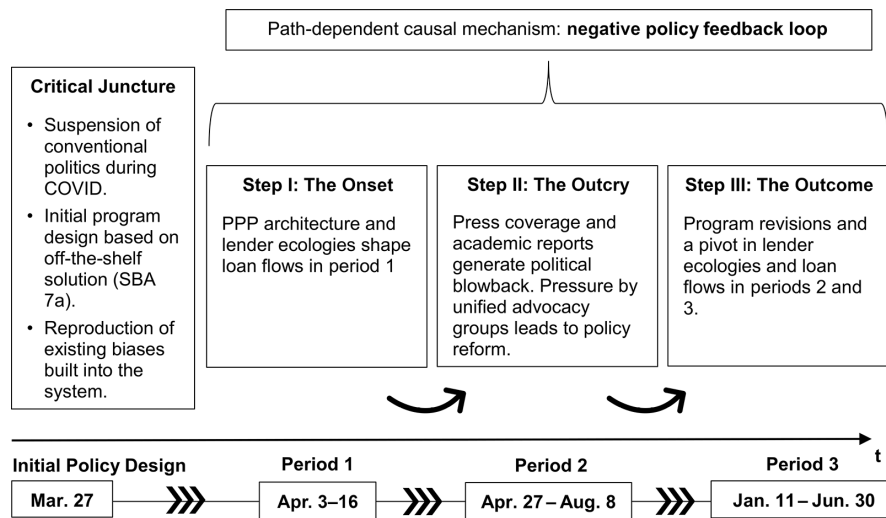 Path-dependent causal mechanism: negative policy feedback loop
Critical Juncture
• Suspension of
conventional
politics during
COVID.
• Initial program
design based on
off-the-shelf
solution (SBA
7a).
• Reproduction of
existing biases
built into the
system.
Step I: The Onset
PPP architecture and
lender ecologies shape
loan flows in period 1
Step II: The Outcry
Press coverage and
academic reports
generate political
blowback. Pressure by
unified advocacy
groups leads to policy
reform.
Step III: The Outcome
Program revisions and
a pivot in lender
ecologies and loan
flows in periods 2 and
3.
t
Initial Policy Design
Period 1
Period 2
Period 3
Mar. 27
Apr. 3–16
Apr. 27–Aug. 8
Jan. 11–Jun. 30